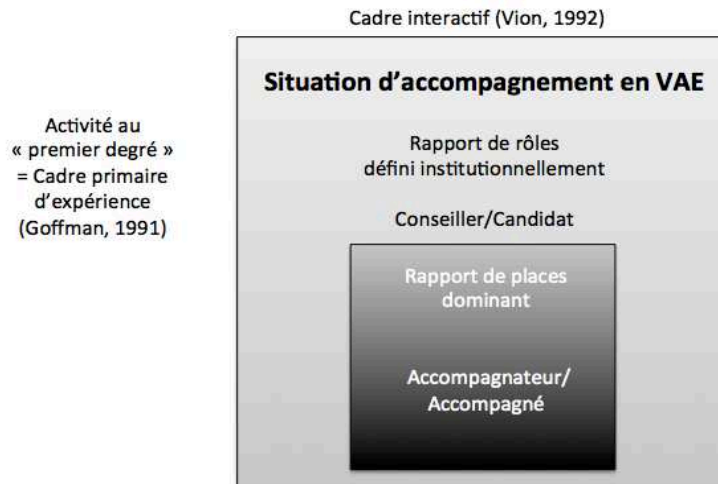 Cadre interactif (Vion, 1992)
Situation d'accompagnement en VAE
Activité au
« premier degré »
= Cadre primaire
d'expérience
(Goffman, 1991)
Rapport de rôles
défini institutionnellement
Conseiller/Candidat
Rapport de places
dominant
Accompagnateur/
Accompagné